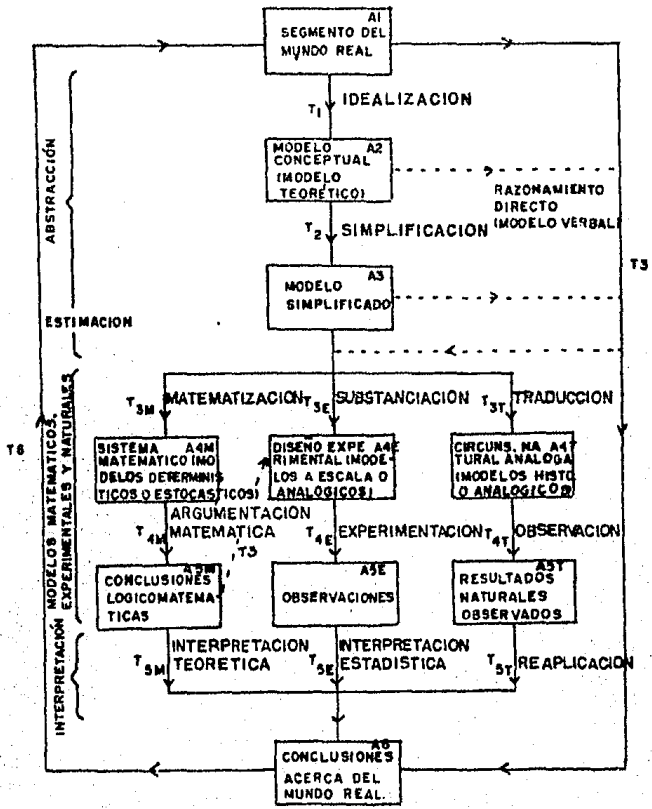 A1
SEGMENTO DEL
MUNDO REAL
T1 IDEALIZACION
MODELO A2
CONCEPTUAL
(MODELO
TEORÉTICO)
RAZONAMIENTO
DIRECTO
(MODELO VERBAL)
T2 SIMPLIFICACION
T3
A3
MODELO
SIMPLIFICADO
ABSTRACCIÓN
ESTIMACION
T3M MATEMATIZACION
T3E SUBSTANCIACION
T3T TRADUCCION
SISTEMA A4M
MATEMATICO (MO
DELOS DETERMINIS
TICOS O ESTOCASTICOS)
DISEÑO EXPE A4E
RIMENTAL (MODE-
LOS A ESCALA O
ANALOGICOS)
CIRCUNS. NA A4T
TURAL ANALOGA
(MODELOS HISTO
O ANALOGICOS)
T6
MODELOS MATEMATICOS,
EXPERIMENTALES Y NATURALES
T4M ARGUMENTACION
MATEMATICA
T3
T4E EXPERIMENTACION
T4T OBSERVACION
A5M
CONCLUSIONES
LOGICOMATEMA-
TICAS
A5E
OBSERVACIONES
A5T
RESULTADOS
NATURALES
OBSERVADOS
INTERPRETACIÓN
T5M INTERPRETACION
TEORETICA
T5E INTERPRETACION
ESTADISTICA
T5T REAPLICACIÓN
A6
CONCLUSIONES
ACERCA DEL
MUNDO REAL.